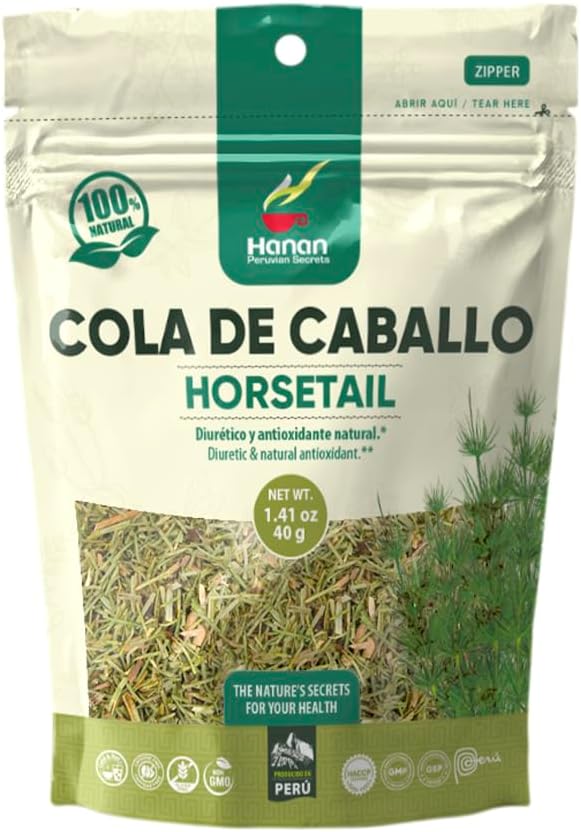 ZIPPER
ABRIR AQUÍ / TEAR HERE
100%
NATURAL
Hanan
Peruvian Secrets
COLA DE CABALLO
HORSETAIL
Diurético y antioxidante natural.*
Diuretic & natural antioxidant.**
NET WT.
1.41 oz
40 g
THE NATURE'S SECRETS
FOR YOUR HEALTH
NON
GMO
PRODUCIDO EN
PERÚ
HACCP
GMP
GSP
Perú